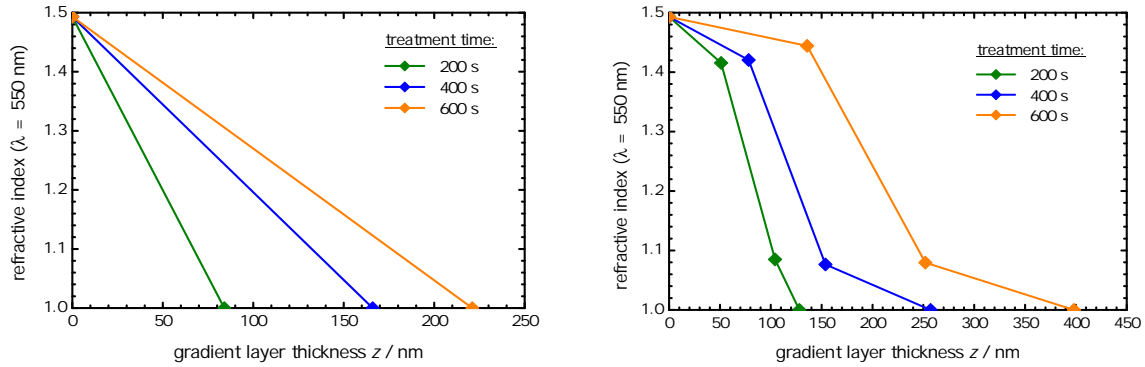 refractive index (λ = 550 nm)
1.5
1.4
1.3
1.2
1.1
1.0
treatment time:
200 s
400 s
600 s
0 50 100 150 200 250
gradient layer thickness z / nm
refractive index (λ = 550 nm)
1.5
1.4
1.3
1.2
1.1
1.0
treatment time:
200 s
400 s
600 s
0 50 100 150 200 250 300 350 400 450
gradient layer thickness z / nm